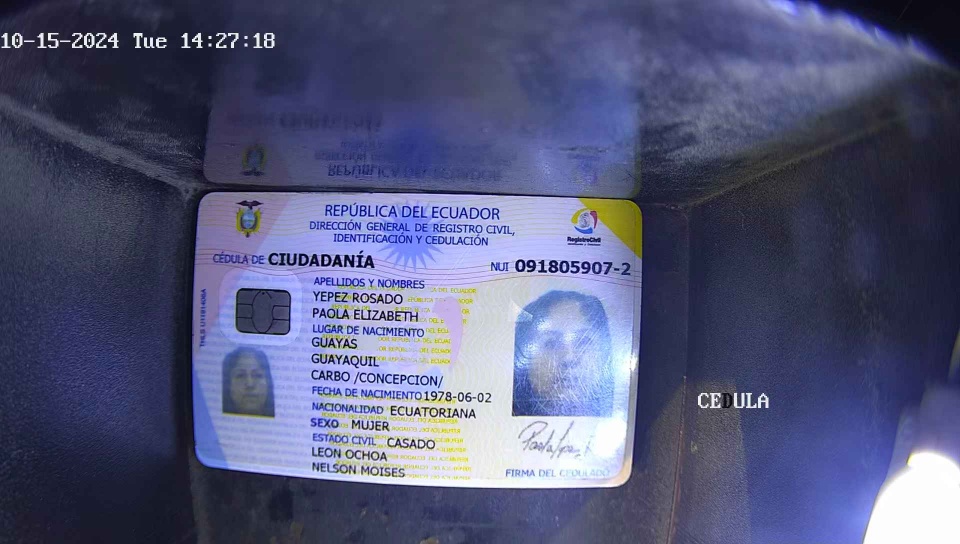 10-15-2024 Tue 14:27:18
REPÚBLICA DEL ECUADOR
DIRECCIÓN GENERAL DE REGISTRO CIVIL,
IDENTIFICACIÓN Y CEDULACIÓN
RegistroCivil
CÉDULA DE CIUDADANÍA
NUI 091805907-2
APELLIDOS Y NOMBRES
YEPEZ ROSADO
PAOLA ELIZABETH
LUGAR DE NACIMIENTO
GUAYAS
GUAYAQUIL
CARBO /CONCEPCION/
FECHA DE NACIMIENTO 1978-06-02
NACIONALIDAD ECUATORIANA
SEXO MUJER
ESTADO CIVIL CASADO
LEON OCHOA
NELSON MOISES
FIRMA DEL CEDULADO
CEDULA